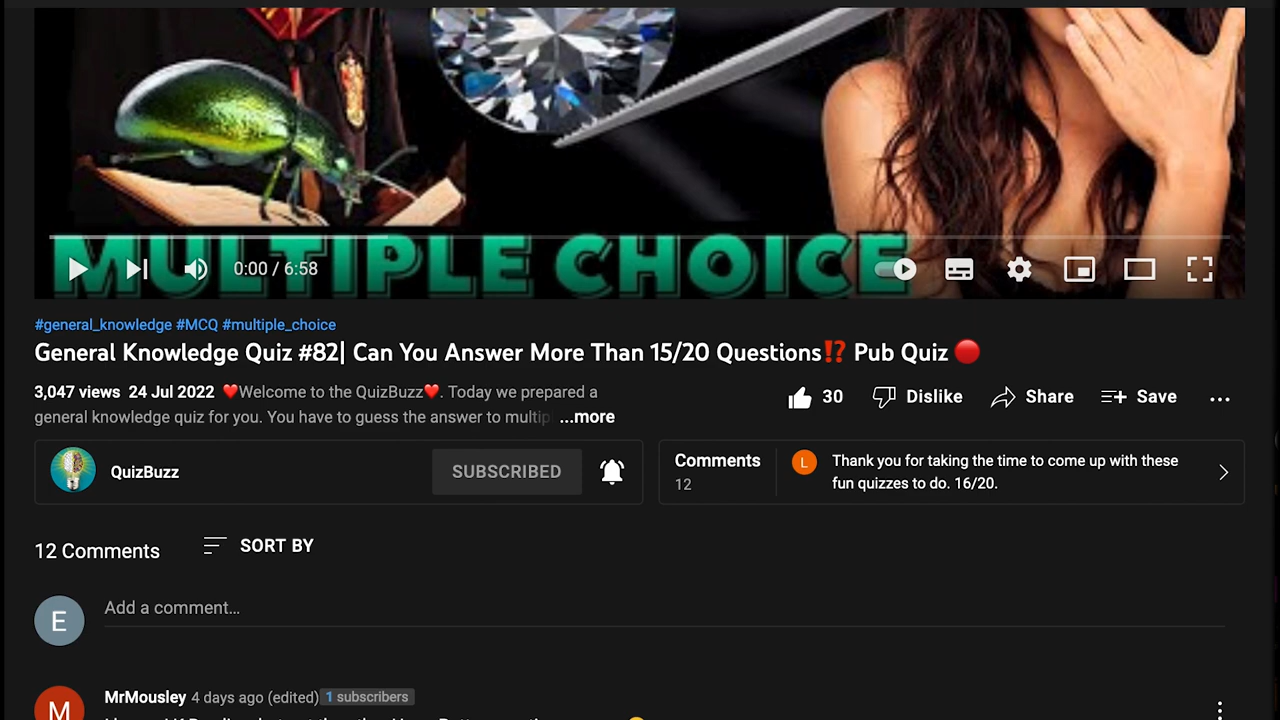 MULTIPLE CHOICE
0:00 / 6:58
#general_knowledge #MCQ #multiple_choice
General Knowledge Quiz #82| Can You Answer More Than 15/20 Questions⁉️ Pub Quiz 🔴
3,047 views 24 Jul 2022 ❤️Welcome to the QuizBuzz❤️. Today we prepared a
general knowledge quiz for you. You have to guess the answer to multip ...more
30 Dislike Share Save
QuizBuzz SUBSCRIBED
Comments
12
L Thank you for taking the time to come up with these
fun quizzes to do. 16/20.
12 Comments SORT BY
E Add a comment...
M MrMousley 4 days ago (edited) 1 subscribers